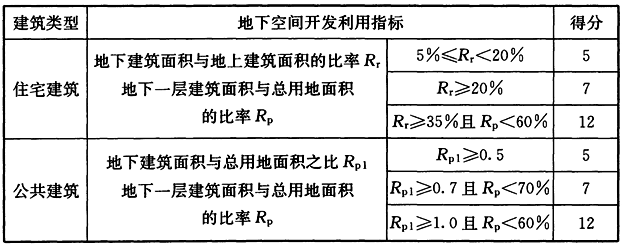 建筑类型 地下空间开发利用指标 得分
住宅建筑 地下建筑面积与地上建筑面积的比率 Rr
地下一层建筑面积与总用地面积
的比率 Rp
5%≤Rr<20% 5
Rr≥20% 7
Rr≥35%且 Rp<60% 12
公共建筑 地下建筑面积与总用地面积之比 Rp1
地下一层建筑面积与总用地面积
的比率 Rp
Rp1≥0.5 5
Rp1≥0.7 且 Rp<70% 7
Rp1≥1.0 且 Rp<60% 12